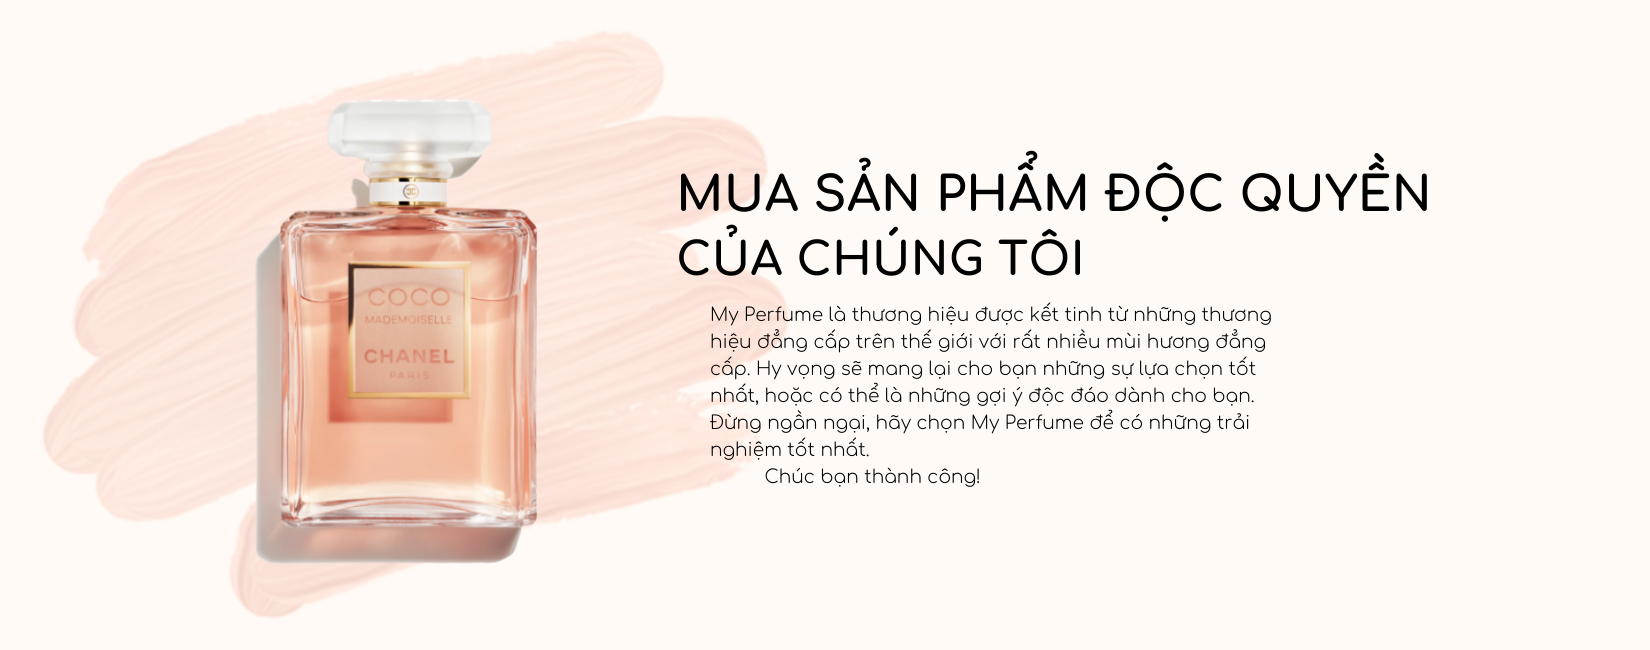 COCO
MADEMOISELLE
CHANEL
PARIS
MUA SẢN PHẨM ĐỘC QUYỀN
CỦA CHÚNG TÔI
My Perfume là thương hiệu được kết tinh từ những thương
hiệu đẳng cấp trên thế giới với rất nhiều mùi hương đẳng
cấp. Hy vọng sẽ mang lại cho bạn những sự lựa chọn tốt
nhất, hoặc có thể là những gợi ý độc đáo dành cho bạn.
Đừng ngần ngại, hãy chọn My Perfume để có những trải
nghiệm tốt nhất.
Chúc bạn thành công!